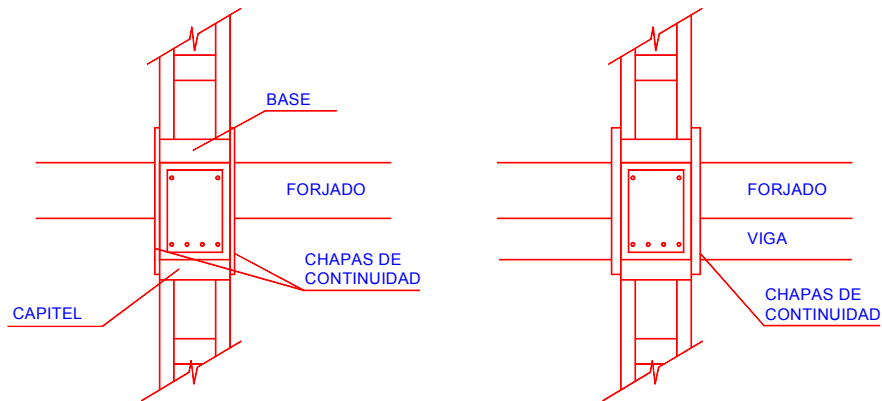 BASE
FORJADO
CHAPAS DE
CONTINUIDAD
CAPITEL
FORJADO
VIGA
CHAPAS DE
CONTINUIDAD